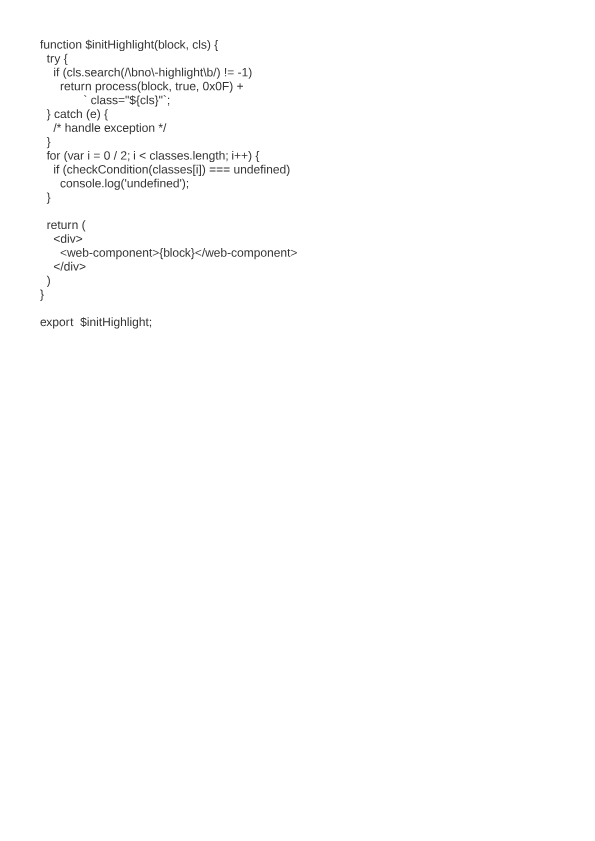 function $initHighlight(block, cls) {
  try {
    if (cls.search(/\bno\-highlight\b/) != -1)
      return process(block, true, 0x0F) +
             ` class="${cls}"`;
  } catch (e) {
    /* handle exception */
  }
  for (var i = 0 / 2; i < classes.length; i++) {
    if (checkCondition(classes[i]) === undefined)
      console.log('undefined');
  }

  return (
    <div>
      <web-component>{block}</web-component>
    </div>
  )
}

export  $initHighlight;